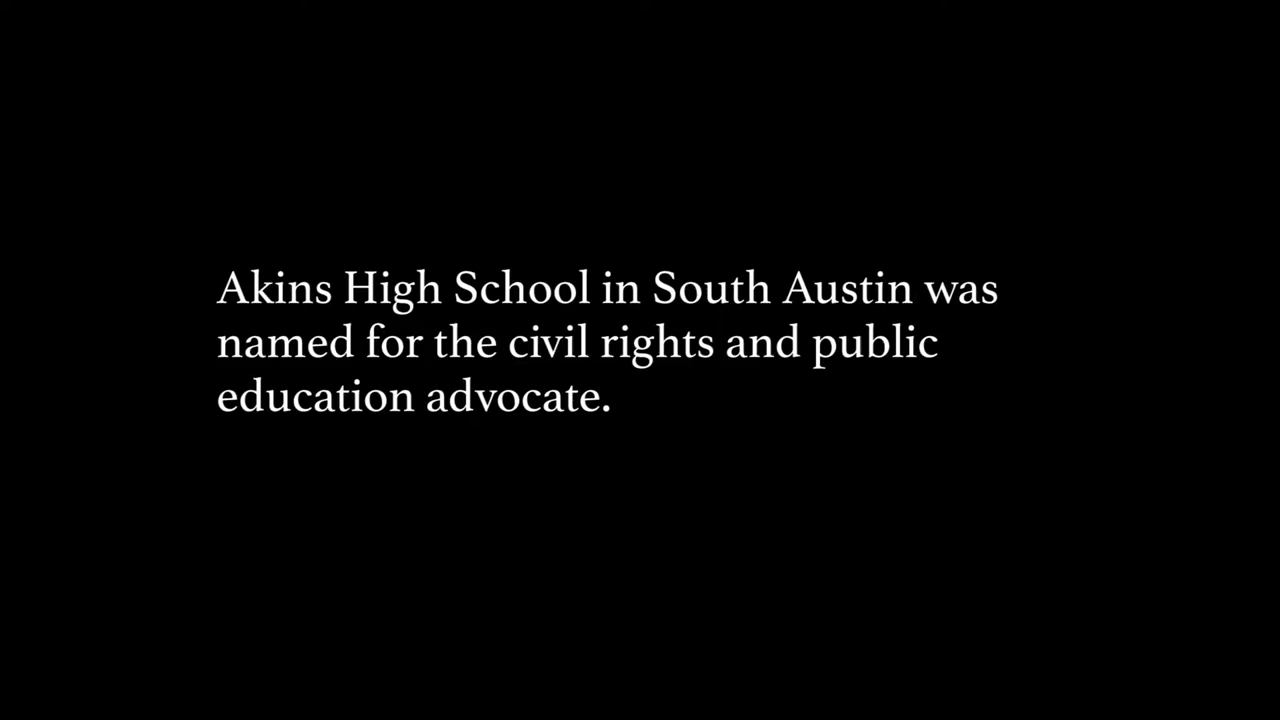 Akins High School in South Austin was
named for the civil rights and public
education advocate.